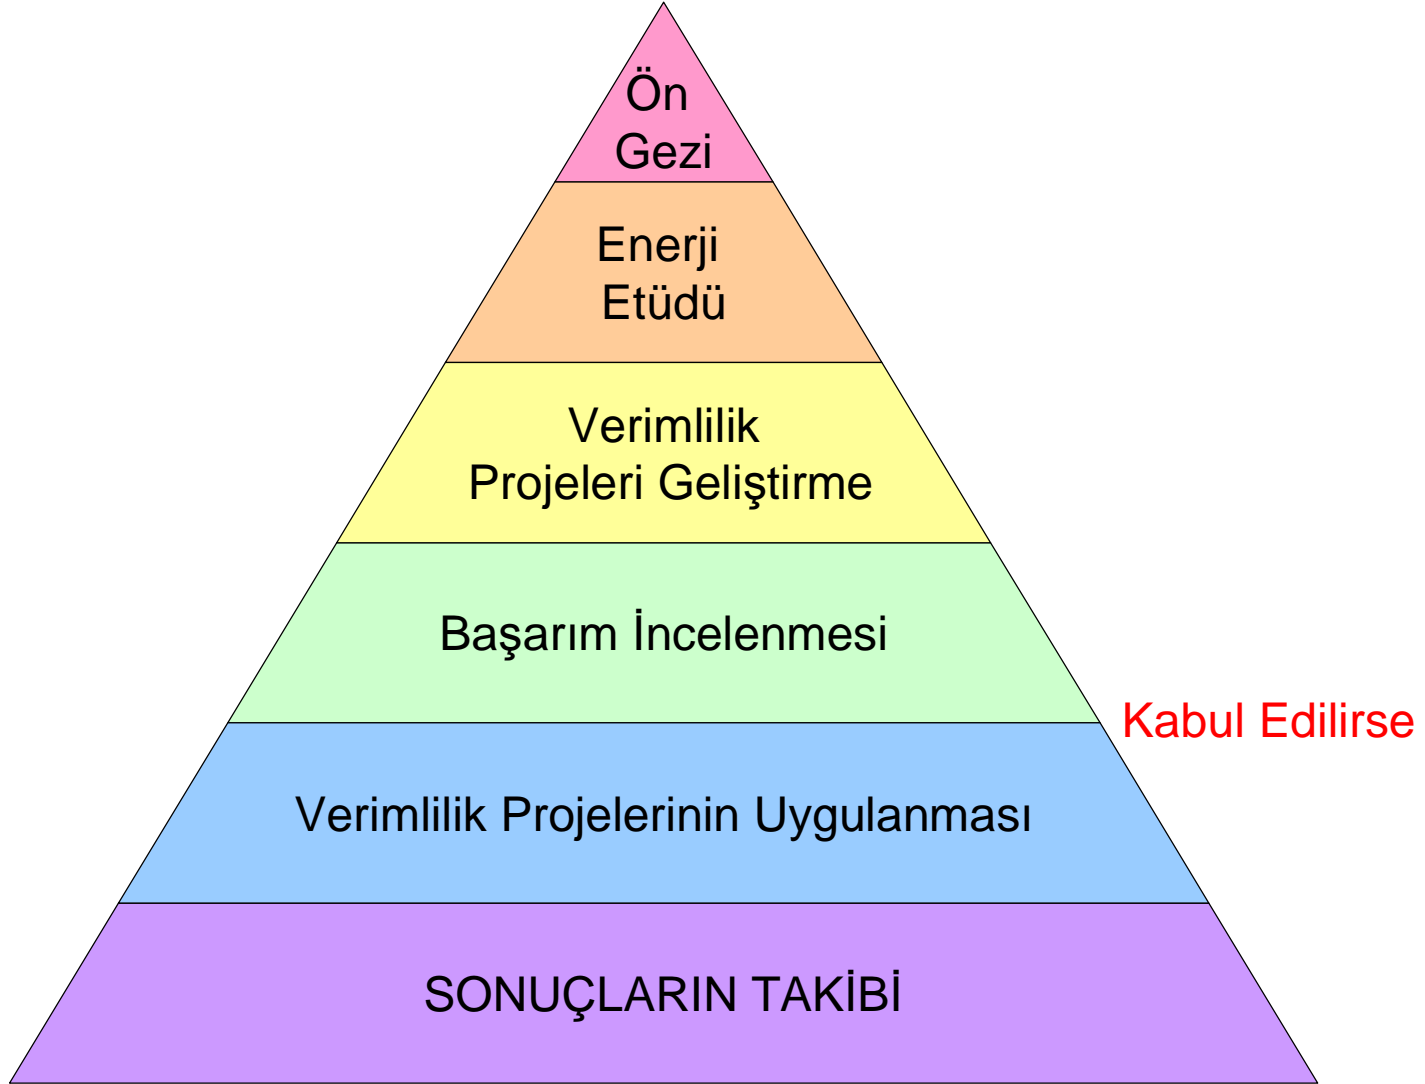 Ön
Gezi
Enerji
Etüdü
Verimlilik
Projeleri Geliştirme
Başarım İncelenmesi
Kabul Edilirse
Verimlilik Projelerinin Uygulanması
SONUÇLARIN TAKİBİ